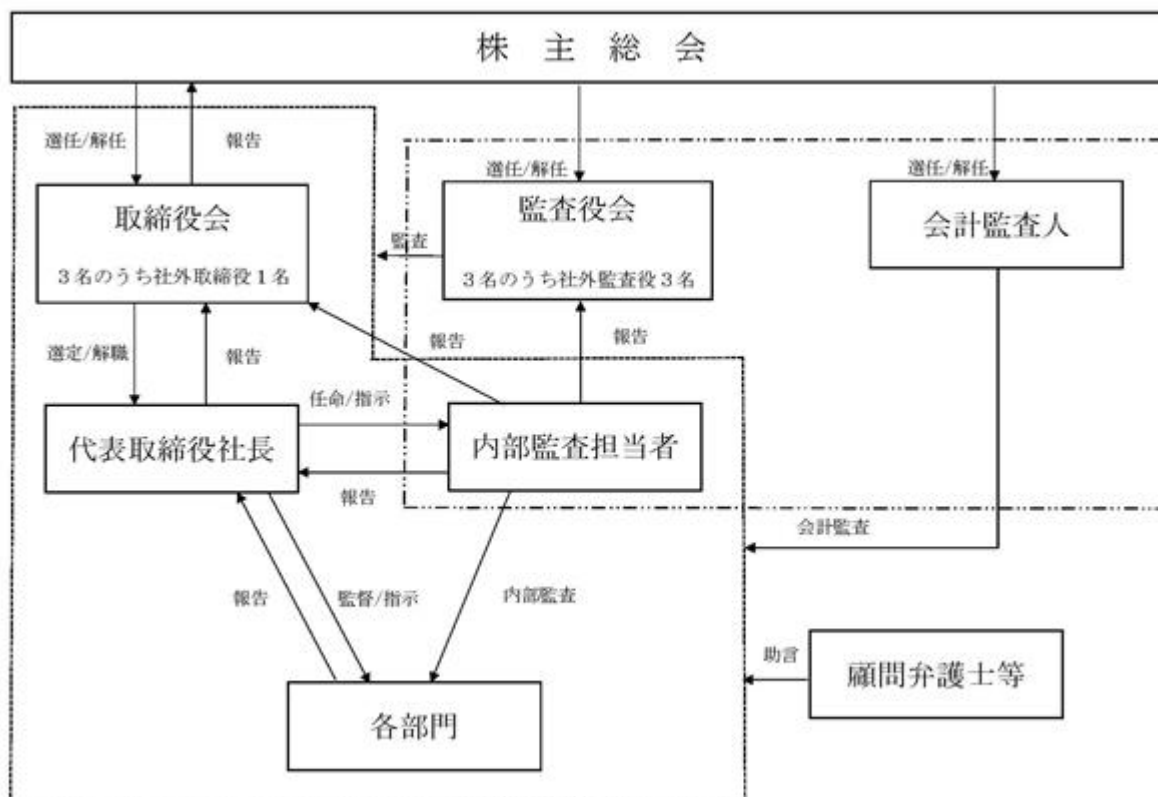 株主総会
選任/解任
報告
選任/解任
選任/解任
取締役会
3名のうち社外取締役1名
監査
監査役会
3名のうち社外監査役3名
会計監査人
選定/解職
報告
報告
報告
任命/指示
代表取締役社長
内部監査担当者
報告
会計監査
報告
監督/指示
内部監査
助言
顧問弁護士等
各部門